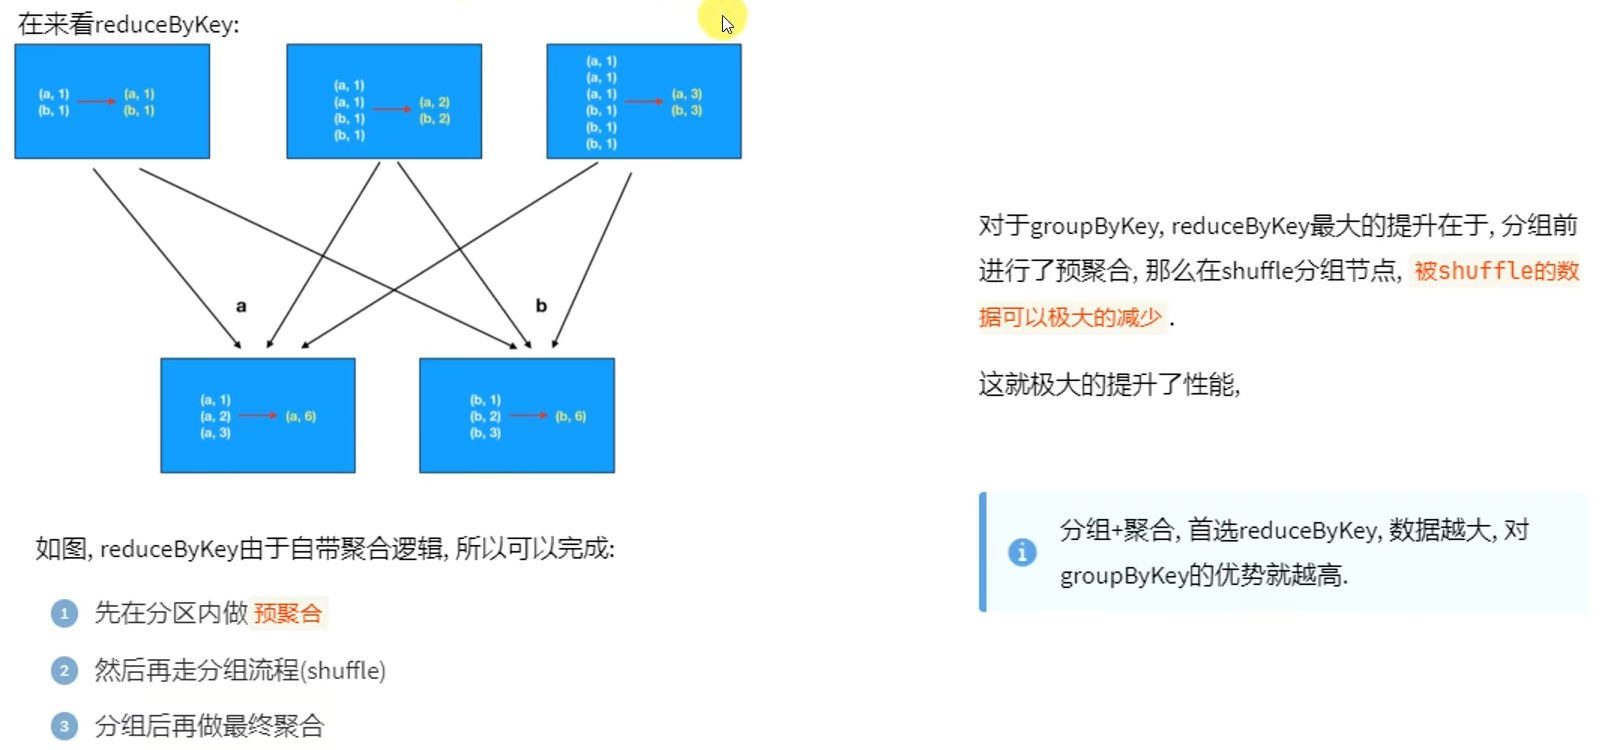 在来看reduceByKey:
(a, 1)
(b, 1)
(a, 1)
(b, 1)
(a, 1)
(a, 1)
(b, 1)
(b, 1)
(a, 2)
(b, 2)
(a, 1)
(a, 1)
(a, 1)
(b, 1)
(b, 1)
(b, 1)
(a, 3)
(b, 3)
a
b
(a, 1)
(a, 2)
(a, 3)
(a, 6)
(b, 1)
(b, 2)
(b, 3)
(b, 6)
如图, reduceByKey由于自带聚合逻辑, 所以可以完成:
1 先在分区内做 预聚合
2 然后再走分组流程(shuffle)
3 分组后再做最终聚合
对于groupByKey, reduceByKey最大的提升在于, 分组前
进行了预聚合, 那么在shuffle分组节点, 被shuffle的数
据可以极大的减少.
这就极大的提升了性能,
分组+聚合, 首选reduceByKey, 数据越大, 对
groupByKey的优势就越高.